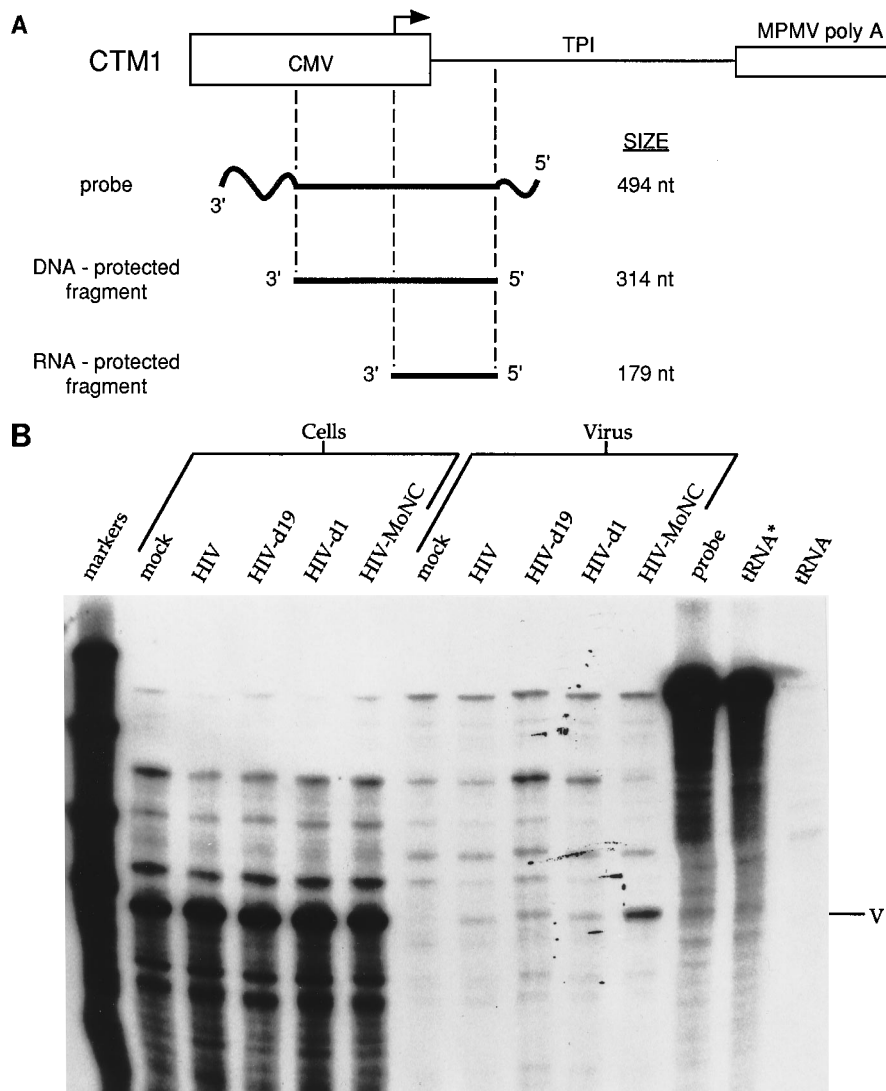 A
CTM1
CMV
TPI
MPMV poly A
SIZE
probe
3'
5'
494 nt
DNA - protected
fragment
3'
5'
314 nt
RNA - protected
fragment
3'
5'
179 nt
B
Cells
Virus
markers
mock
HIV
HIV-d19
HIV-d1
HIV-MoNC
mock
HIV
HIV-d19
HIV-d1
HIV-MoNC
probe
tRNA*
tRNA
V